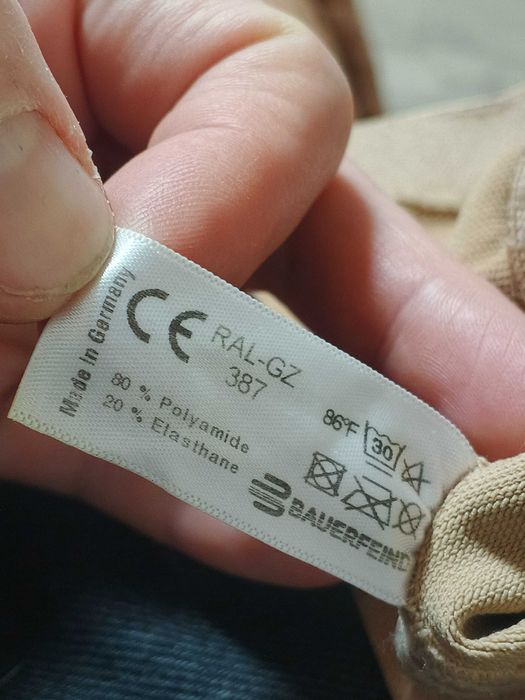 Made in Germany
CE RAL-GZ
387
80 % Polyamide
20 % Elasthane
86°F
30
BAUERFEIND